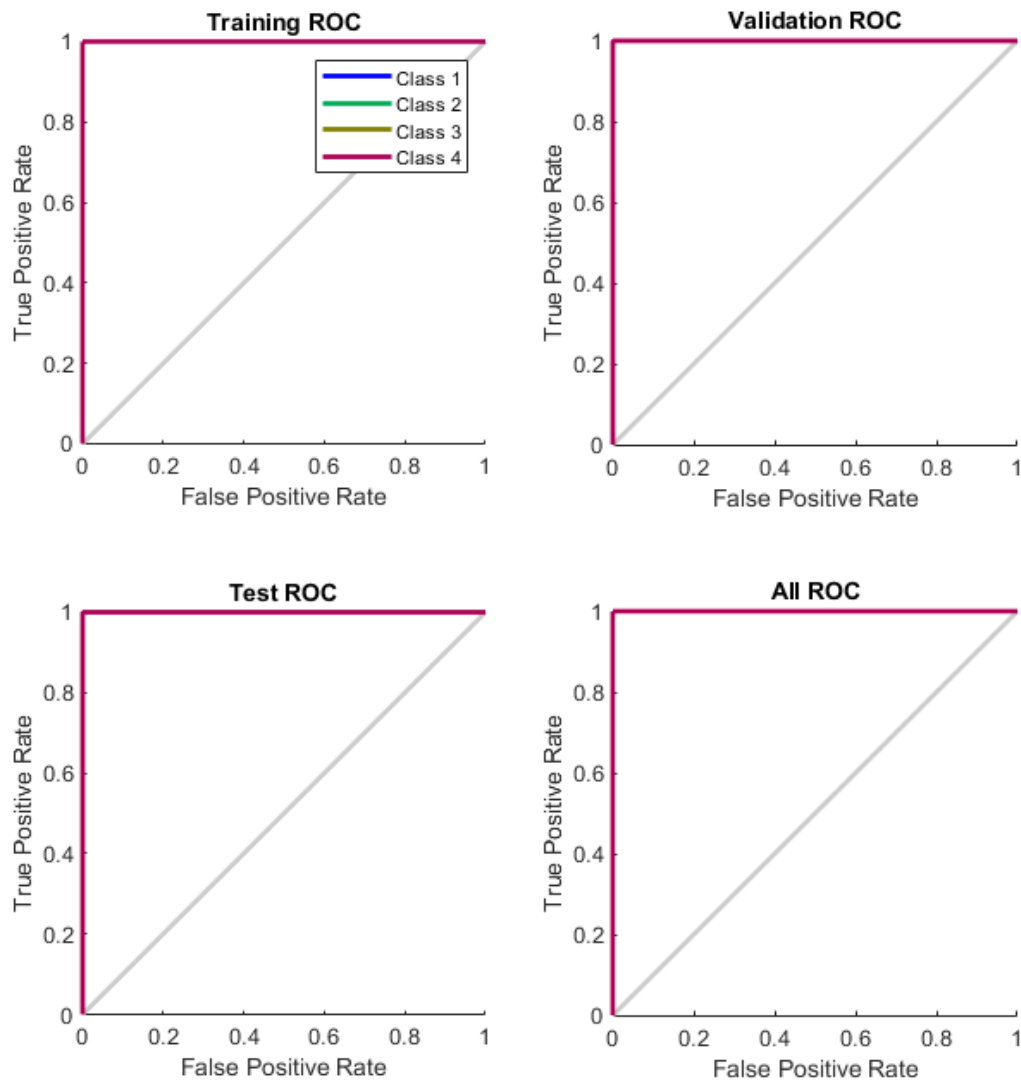 Training ROC
1
0.8
0.6
0.4
0.2
0
True Positive Rate
Class 1
Class 2
Class 3
Class 4
0 0.2 0.4 0.6 0.8 1
False Positive Rate
Validation ROC
1
0.8
0.6
0.4
0.2
0
True Positive Rate
0 0.2 0.4 0.6 0.8 1
False Positive Rate
Test ROC
1
0.8
0.6
0.4
0.2
0
True Positive Rate
0 0.2 0.4 0.6 0.8 1
False Positive Rate
All ROC
1
0.8
0.6
0.4
0.2
0
True Positive Rate
0 0.2 0.4 0.6 0.8 1
False Positive Rate